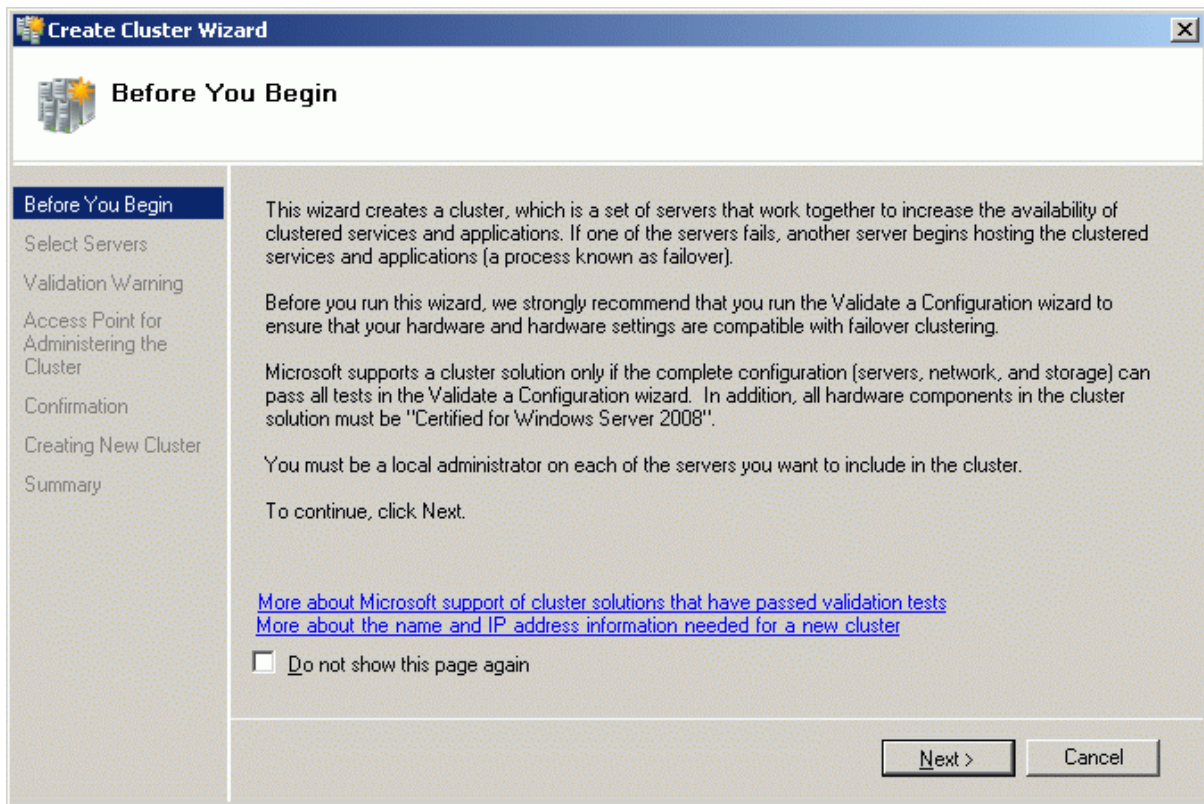 Create Cluster Wizard
Before You Begin
Before You Begin
Select Servers
Validation Warning
Access Point for
Administering the
Cluster
Confirmation
Creating New Cluster
Summary
This wizard creates a cluster, which is a set of servers that work together to increase the availability of
clustered services and applications. If one of the servers fails, another server begins hosting the clustered
services and applications (a process known as failover).
Before you run this wizard, we strongly recommend that you run the Validate a Configuration wizard to
ensure that your hardware and hardware settings are compatible with failover clustering.
Microsoft supports a cluster solution only if the complete configuration (servers, network, and storage) can
pass all tests in the Validate a Configuration wizard.  In addition, all hardware components in the cluster
solution must be "Certified for Windows Server 2008".
You must be a local administrator on each of the servers you want to include in the cluster.
To continue, click Next.
More about Microsoft support of cluster solutions that have passed validation tests
More about the name and IP address information needed for a new cluster
Do not show this page again
Next >
Cancel